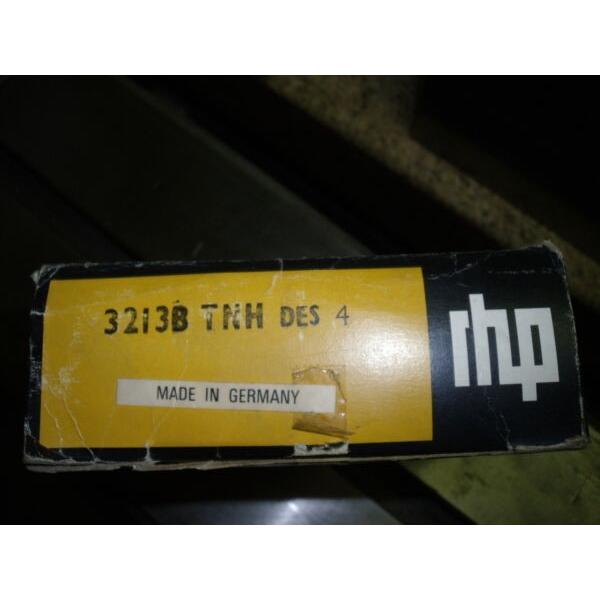 3213B TNH DES 4
rhp
MADE IN GERMANY